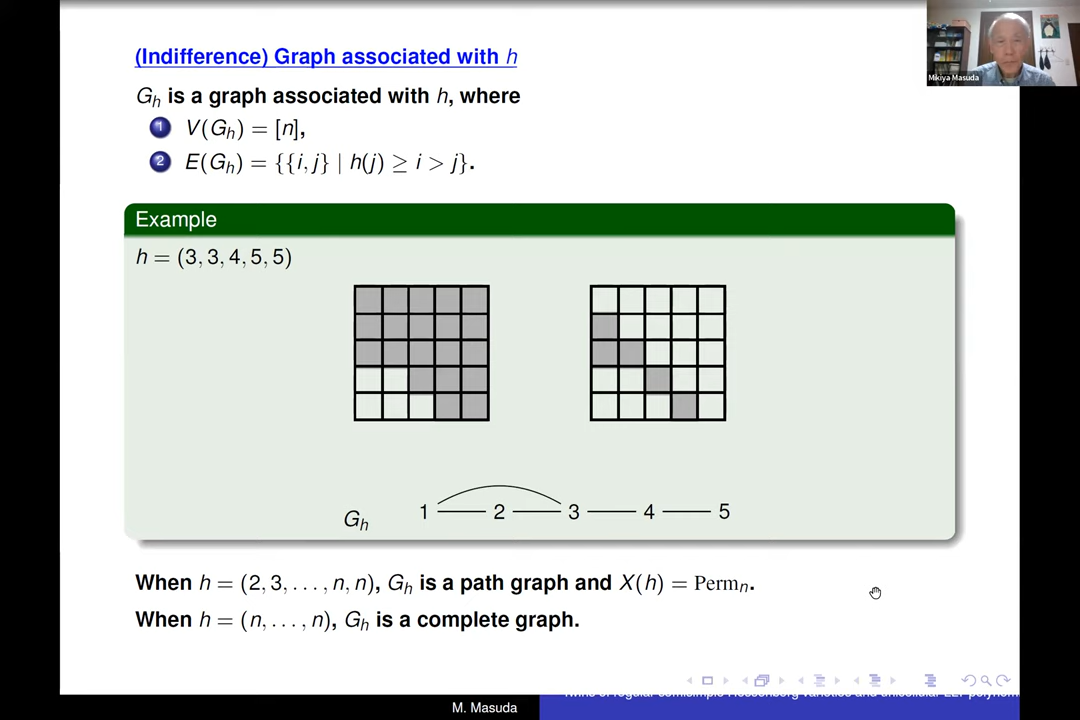 (Indifference) Graph associated with h
Mikiya Masuda
G_h is a graph associated with h, where
1 V(G_h) = [n],
2 E(G_h) = {{i, j} | h(j) ≥ i > j}.
Example
h = (3, 3, 4, 5, 5)
1 2 3 4 5
G_h
When h = (2, 3, . . . , n, n), G_h is a path graph and X(h) = Perm_n.
When h = (n, . . . , n), G_h is a complete graph.
M. Masuda